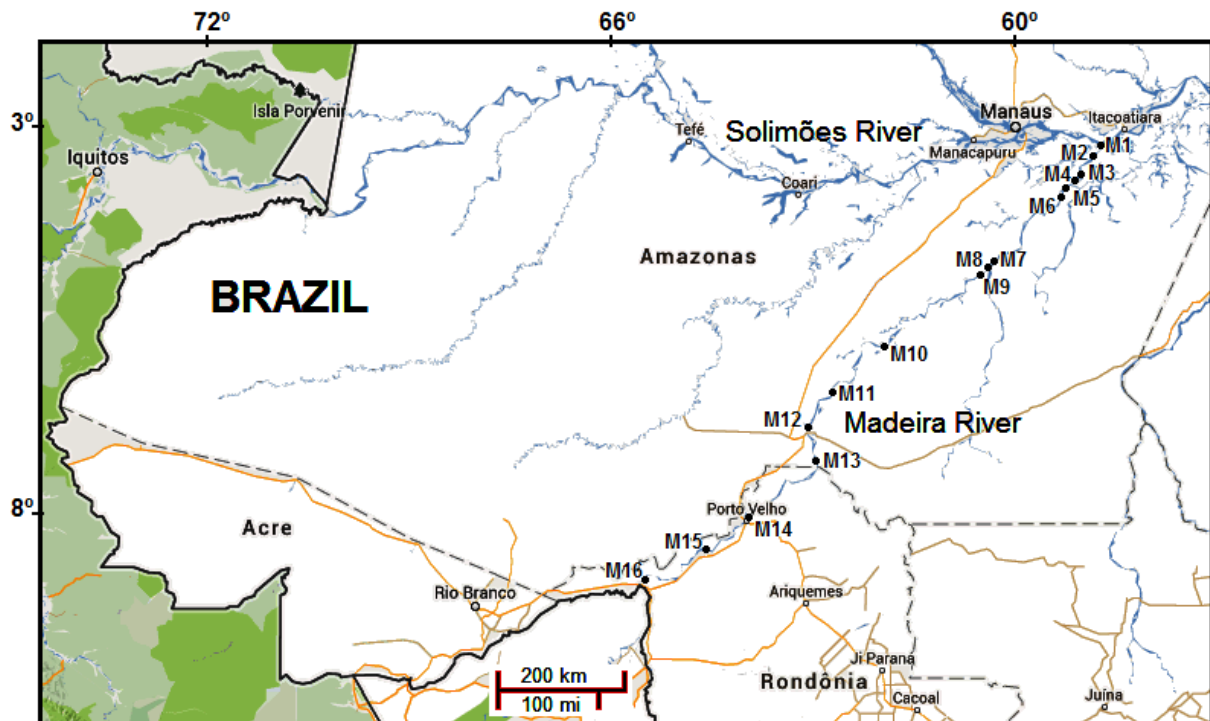 72º 66º 60º
3º
8º
Isla Porvenir
Iquitos
Tefé
Solimões River
Manaus
Itacoatiara
Manacapuru
Coari
M1
M2
M3
M4
M5
M6
Amazonas
BRAZIL
M7
M8
M9
M10
M11
M12
Madeira River
M13
Porto Velho
M14
M15
M16
Acre
Rio Branco
Ariquemes
Ji Paraná
Rondônia
Cacoal
Juína
200 km
100 mi